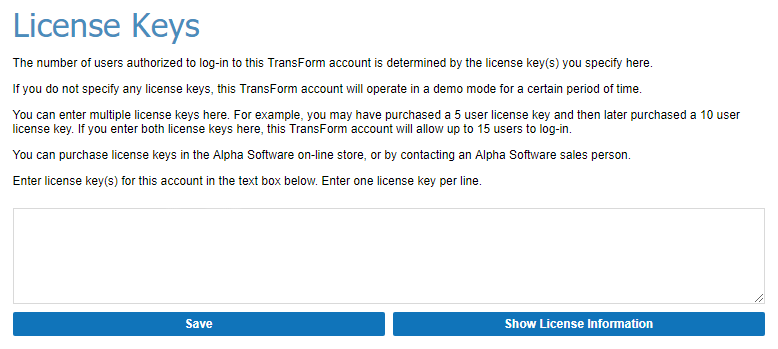 License Keys
The number of users authorized to log-in to this TransForm account is determined by the license key(s) you specify here.
If you do not specify any license keys, this TransForm account will operate in a demo mode for a certain period of time.
You can enter multiple license keys here. For example, you may have purchased a 5 user license key and then later purchased a 10 user
license key. If you enter both license keys here, this TransForm account will allow up to 15 users to log-in.
You can purchase license keys in the Alpha Software on-line store, or by contacting an Alpha Software sales person.
Enter license key(s) for this account in the text box below. Enter one license key per line.
Save
Show License Information